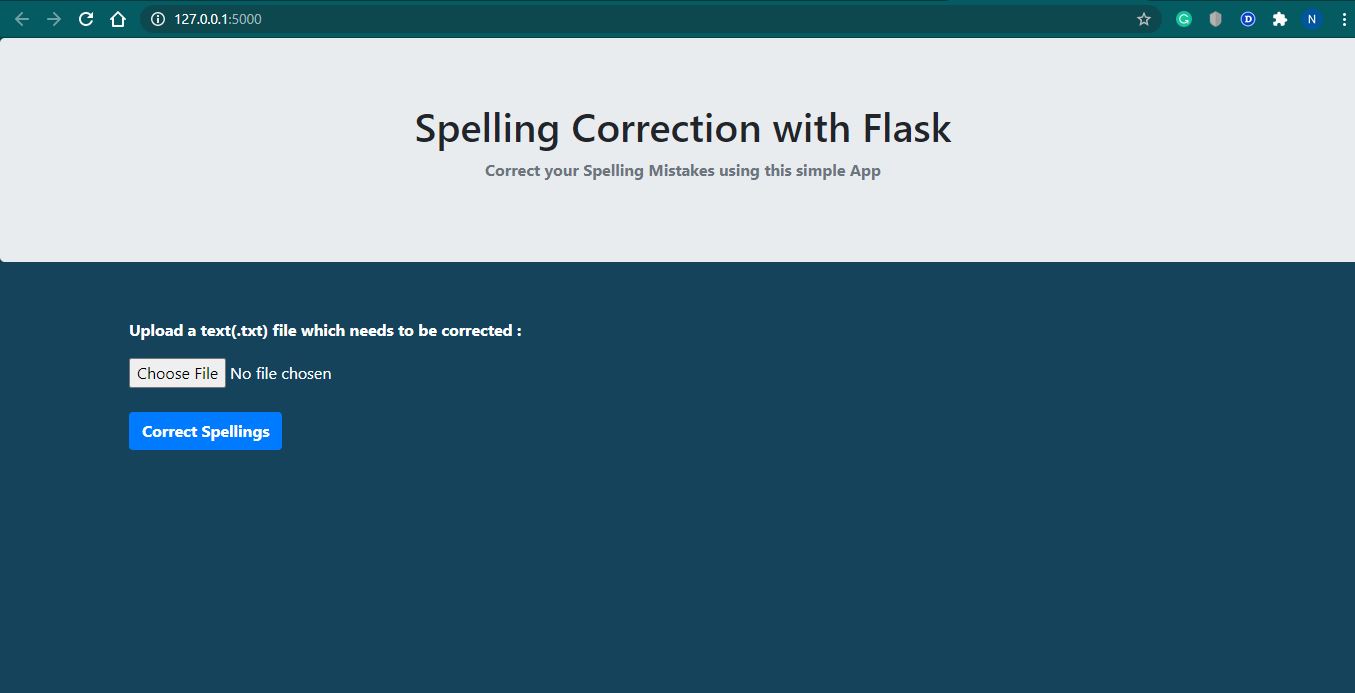 127.0.0.1:5000
G
D
N
Spelling Correction with Flask
Correct your Spelling Mistakes using this simple App
Upload a text(.txt) file which needs to be corrected :
Choose File No file chosen
Correct Spellings